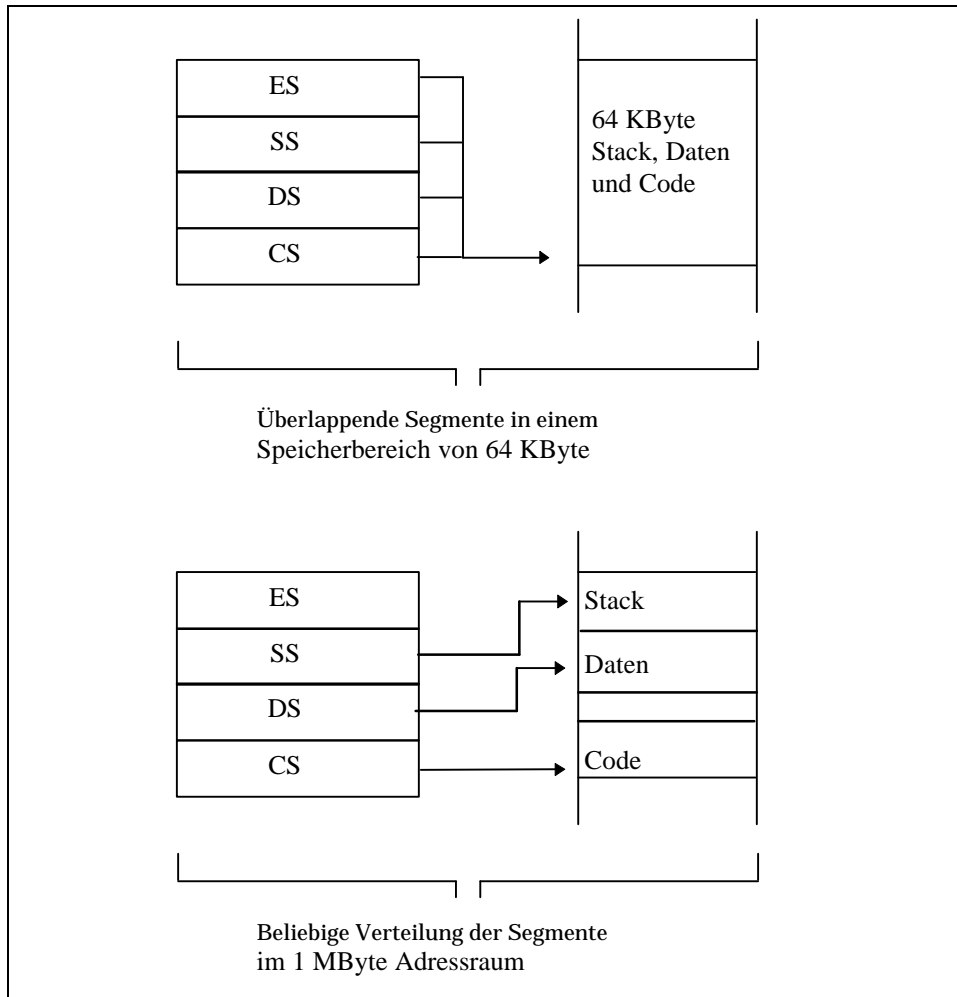 ES
SS
DS
CS
64 KByte
Stack, Daten
und Code
Überlappende Segmente in einem
Speicherbereich von 64 KByte
ES
SS
DS
CS
Stack
Daten
Code
Beliebige Verteilung der Segmente
im 1 MByte Adressraum